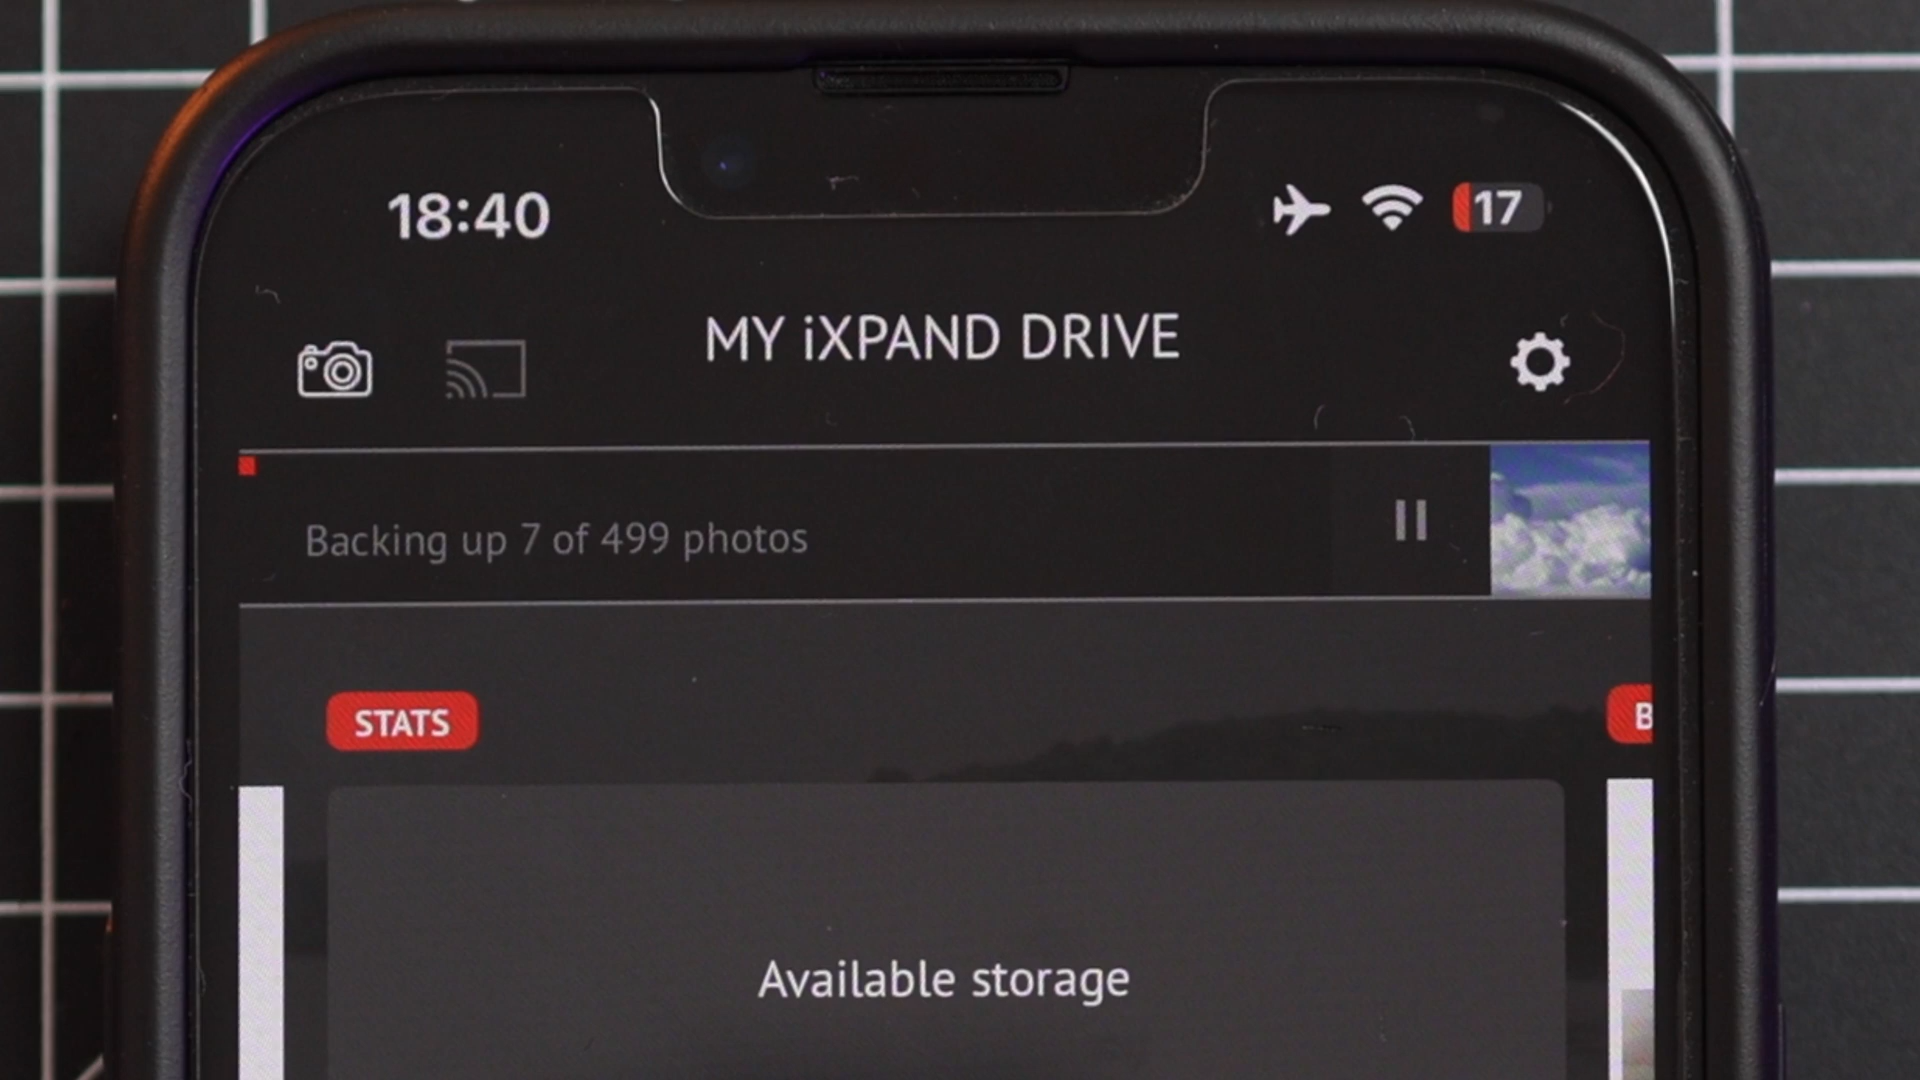 18:40
17
MY iXPAND DRIVE
Backing up 7 of 499 photos
STATS
B
Available storage